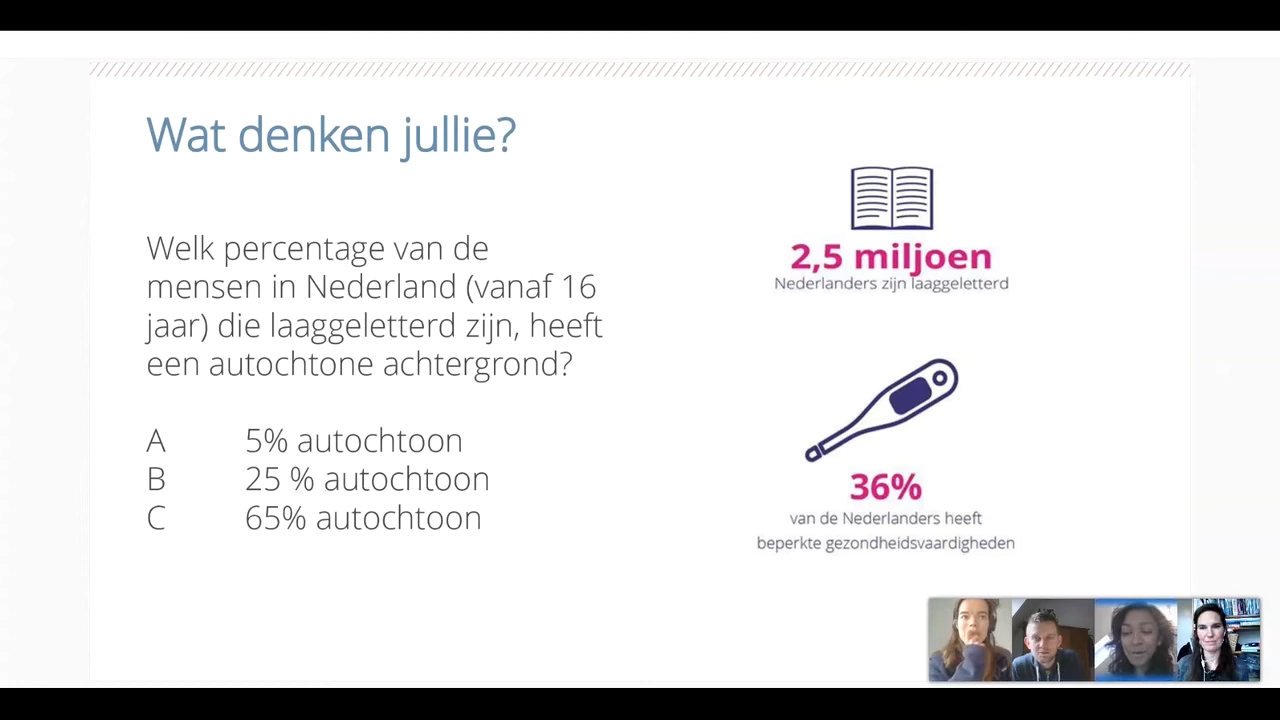 Wat denken jullie?
Welk percentage van de
mensen in Nederland (vanaf 16
jaar) die laaggeletterd zijn, heeft
een autochtone achtergrond?
A 5% autochtoon
B 25 % autochtoon
C 65% autochtoon
2,5 miljoen
Nederlanders zijn laaggeletterd
36%
van de Nederlanders heeft
beperkte gezondheidsvaardigheden